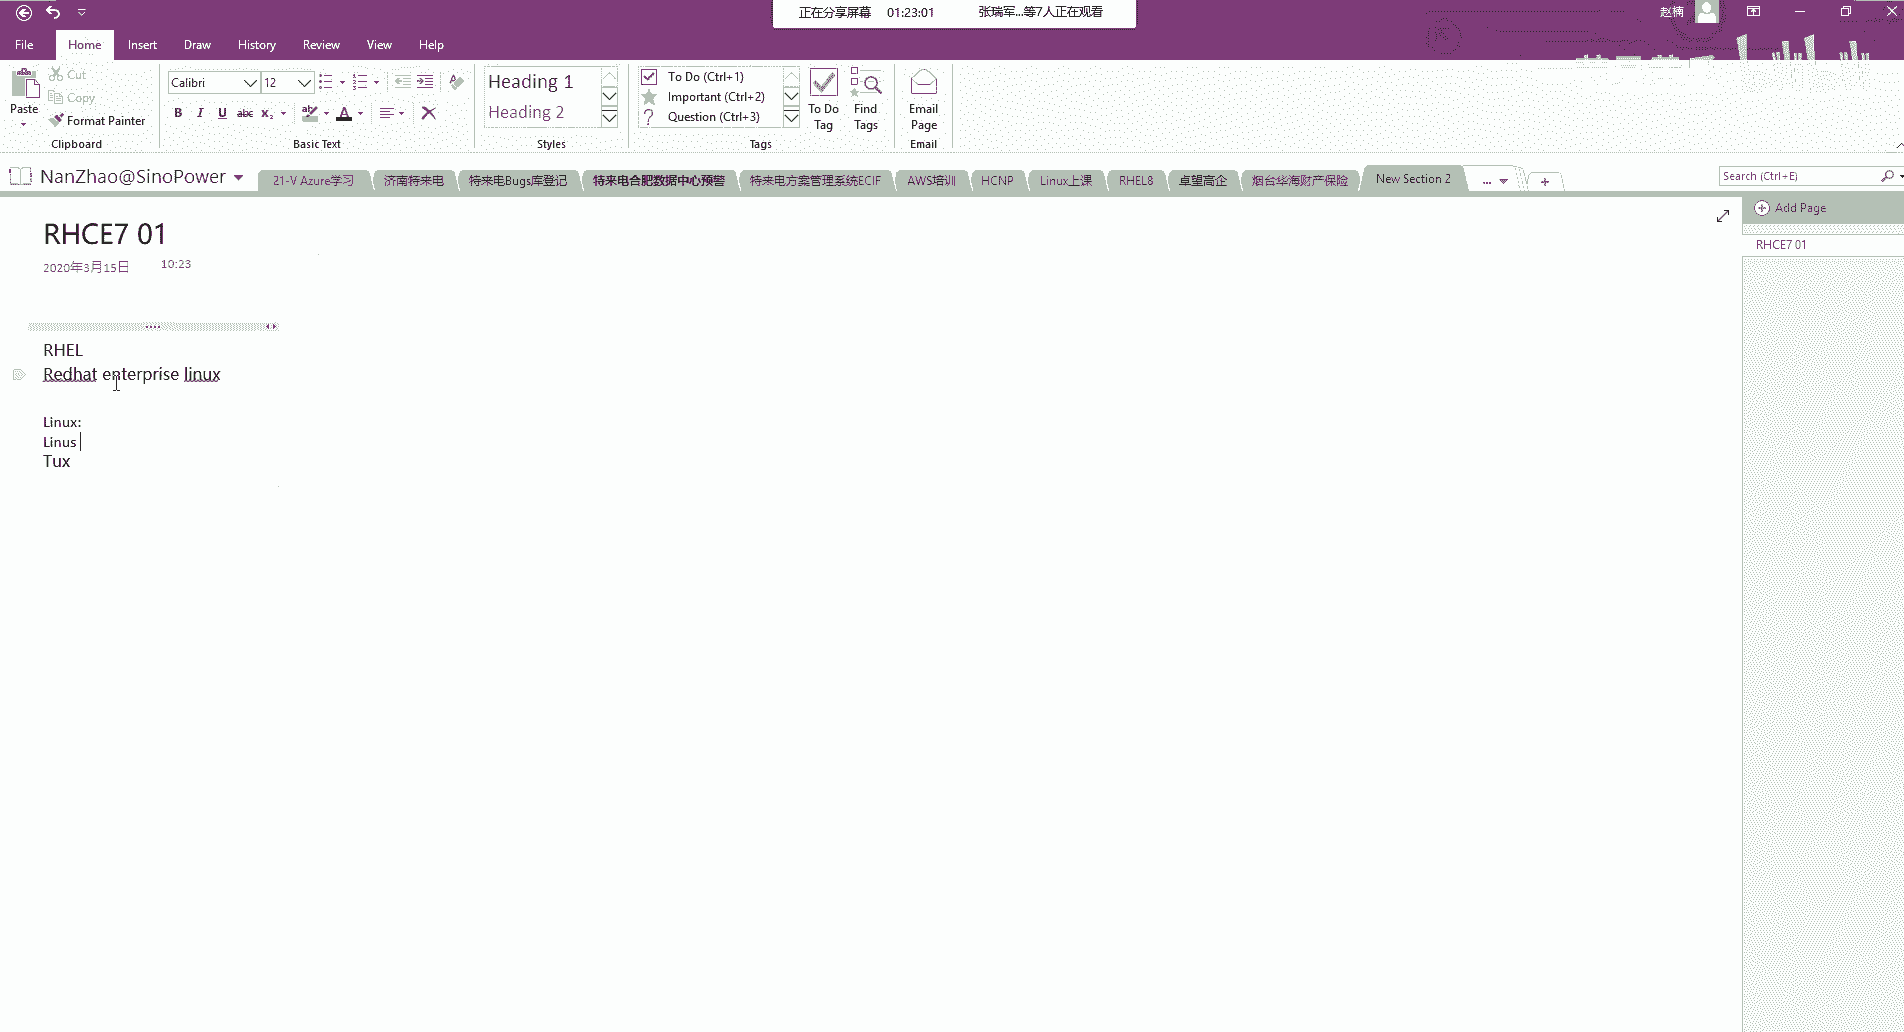 正在分享屏幕 01:23:01 张瑞军...等7人正在观看
赵楠
File Home Insert Draw History Review View Help
Paste
Cut
Copy
Format Painter
Clipboard
Calibri 12
B I U abc x₂ A
Basic Text
Heading 1
Heading 2
Styles
To Do (Ctrl+1)
Important (Ctrl+2)
Question (Ctrl+3)
Tags
To Do Tag
Find Tags
Email Page
Email
NanZhao@SinoPower 21-V Azure学习 济南特来电 特来电Bugs库登记 特来电合肥数据中心预警 特来电方案管理系统ECIF AWS培训 HCNP Linux上课 RHEL8 卓望高企 烟台华海财产保险 New Section 2 ...
Search (Ctrl+E)
Add Page
RHCE7 01
RHCE7 01
2020年3月15日 10:23
RHEL
Redhat enterprise linux
Linux:
Linus
Tux